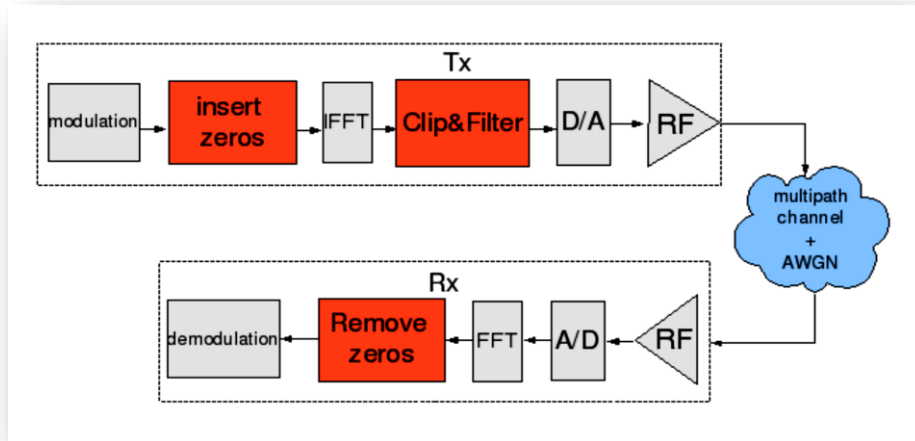 Tx
modulation
insert
zeros
IFFT
Clip&Filter
D/A
RF
multipath
channel
+
AWGN
Rx
demodulation
Remove
zeros
FFT
A/D
RF